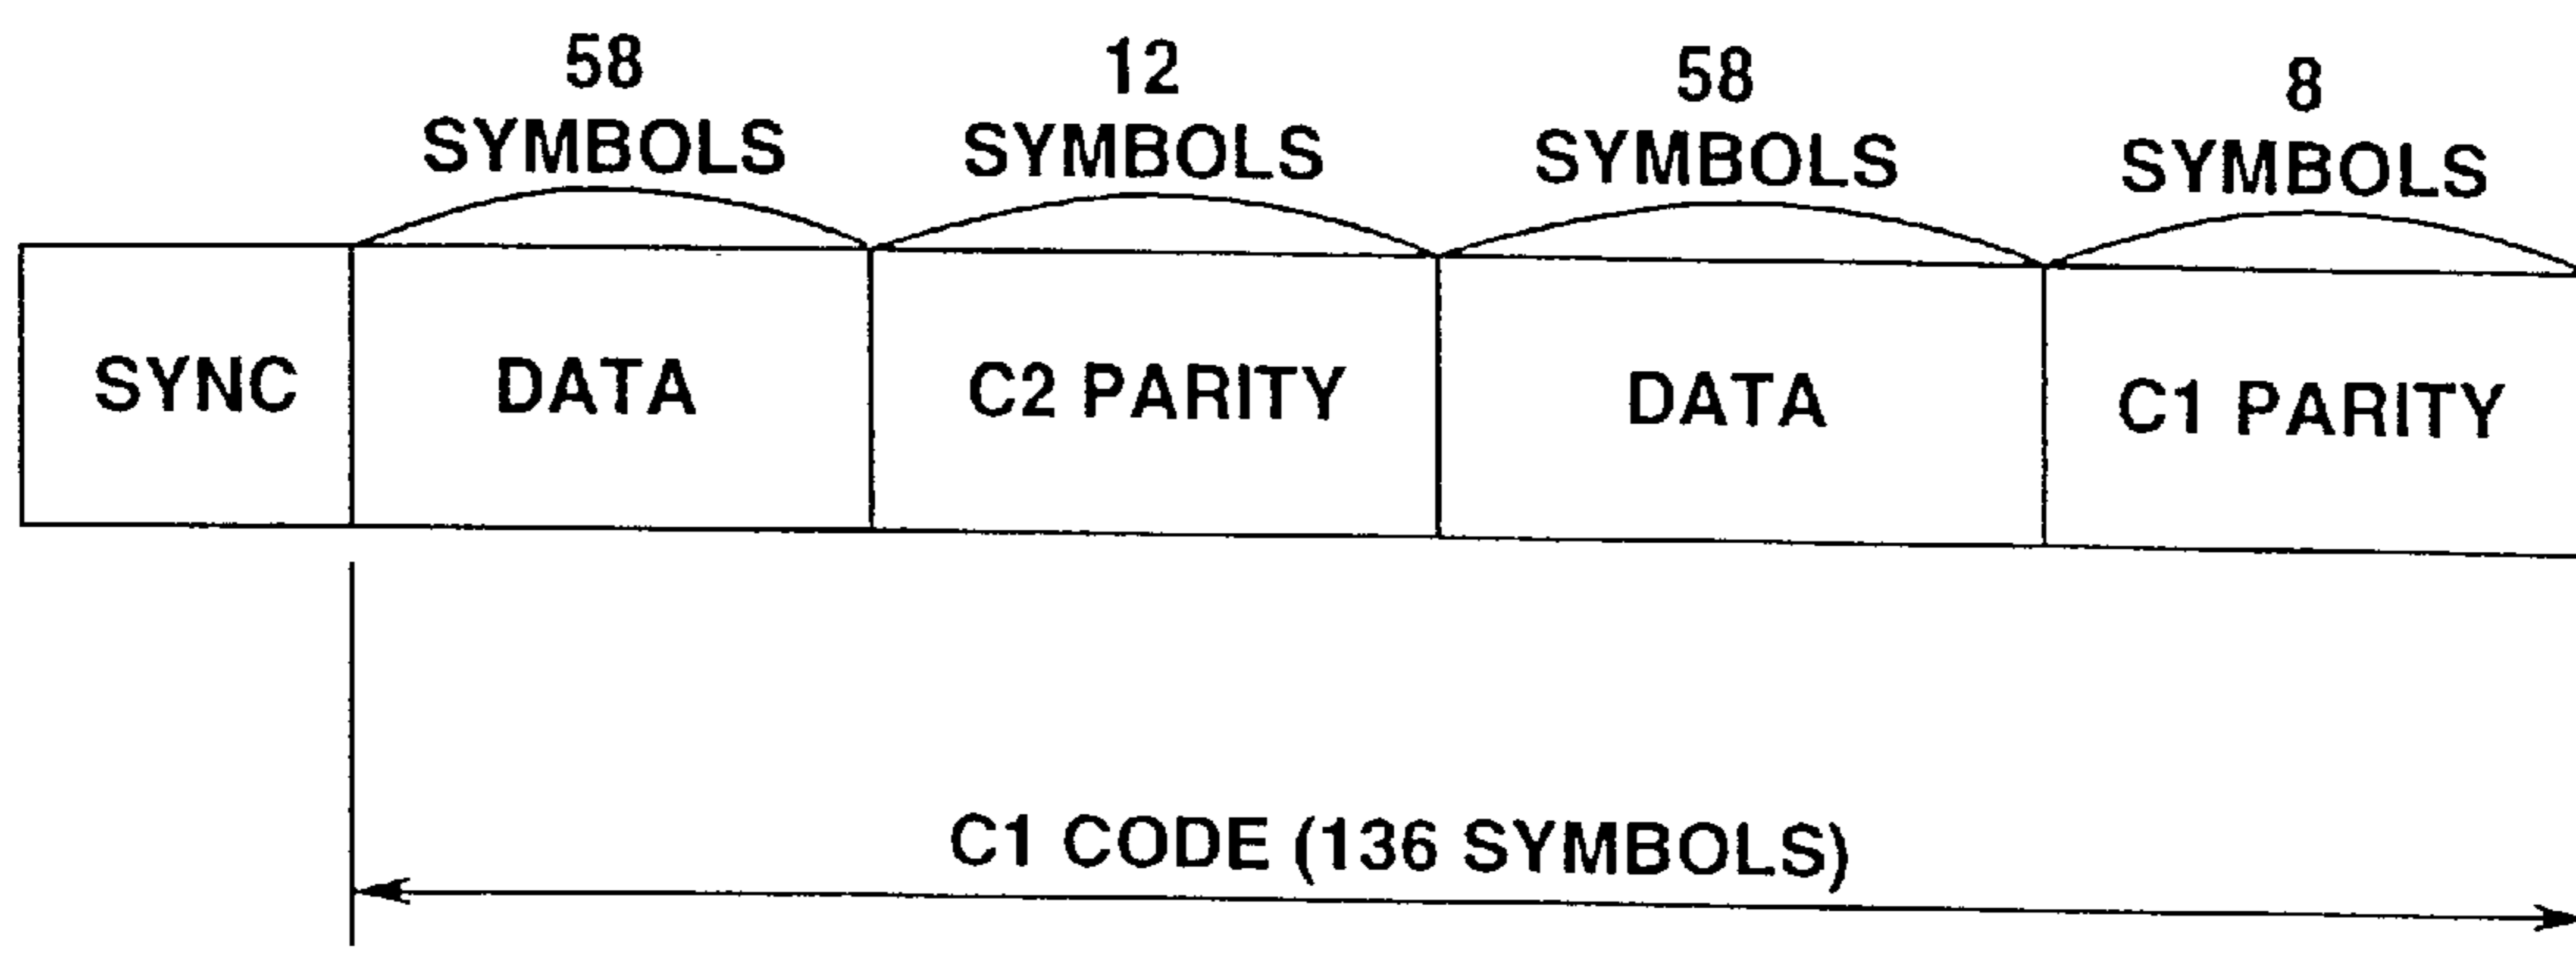 58
SYMBOLS
12
SYMBOLS
58
SYMBOLS
8
SYMBOLS
SYNC
DATA
C2 PARITY
DATA
C1 PARITY
C1 CODE (136 SYMBOLS)